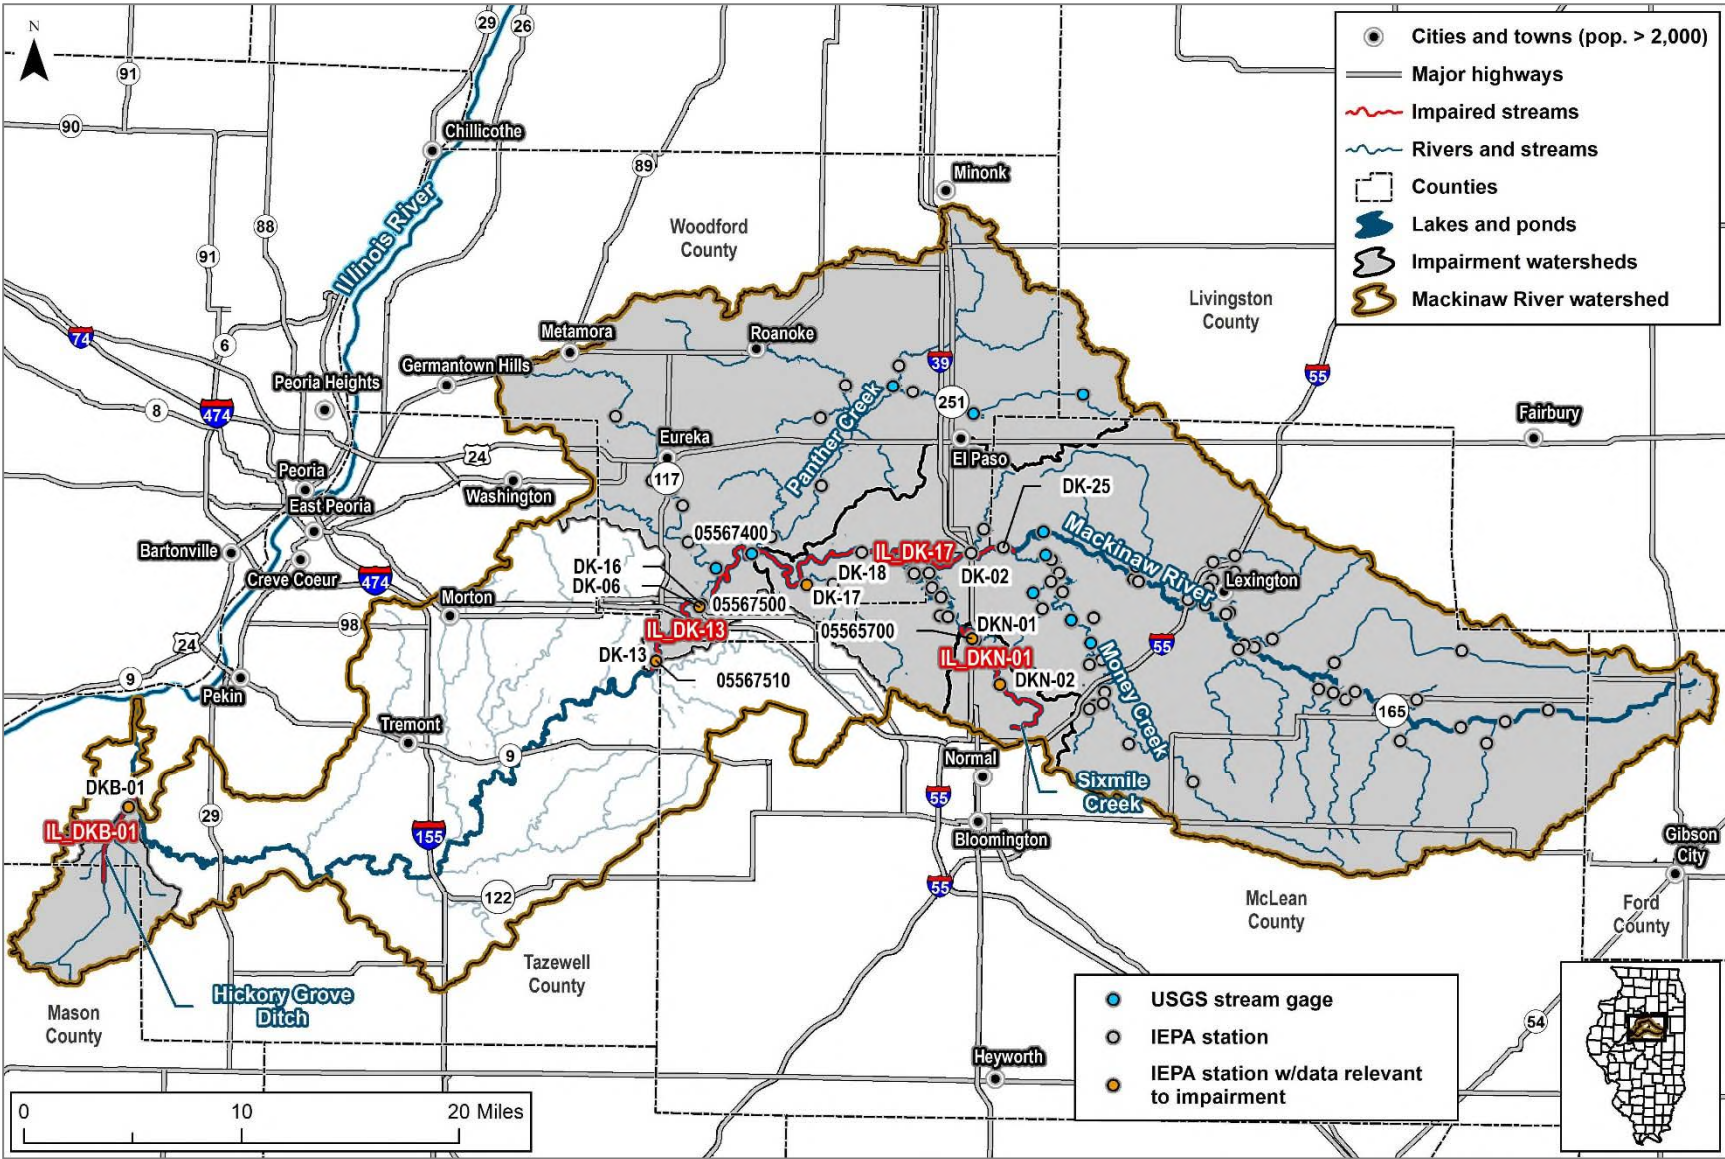 N
29
26
91
90
Chillicothe
89
Minonk
Cities and towns (pop. > 2,000)
Major highways
Impaired streams
Rivers and streams
Counties
Lakes and ponds
Impairment watersheds
Mackinaw River watershed
Illinois River
88
91
Woodford
County
Livingston
County
74
6
Metamora
Roanoke
Germantown Hills
39
55
Peoria Heights
8
474
251
Fairbury
Panther Creek
Eureka
24
117
El Paso
Peoria
Washington
DK-25
East Peoria
05567400
Mackinaw River
Bartonville
IL_DK-17
DK-16
DK-06
DK-18
DK-02
Creve Coeur
474
Lexington
Morton
DK-17
05567500
98
IL_DK-13
05565700
DKN-01
24
DK-13
IL_DKN-01
Money Creek
55
9
Pekin
05567510
DKN-02
165
Tremont
9
Normal
Sixmile
Creek
DKB-01
55
29
IL_DKB-01
155
Bloomington
Gibson
City
55
122
McLean
County
Ford
County
Tazewell
County
Hickory Grove
Ditch
Mason
County
USGS stream gage
IEPA station
IEPA station w/data relevant
to impairment
54
Heyworth
0 10 20 Miles